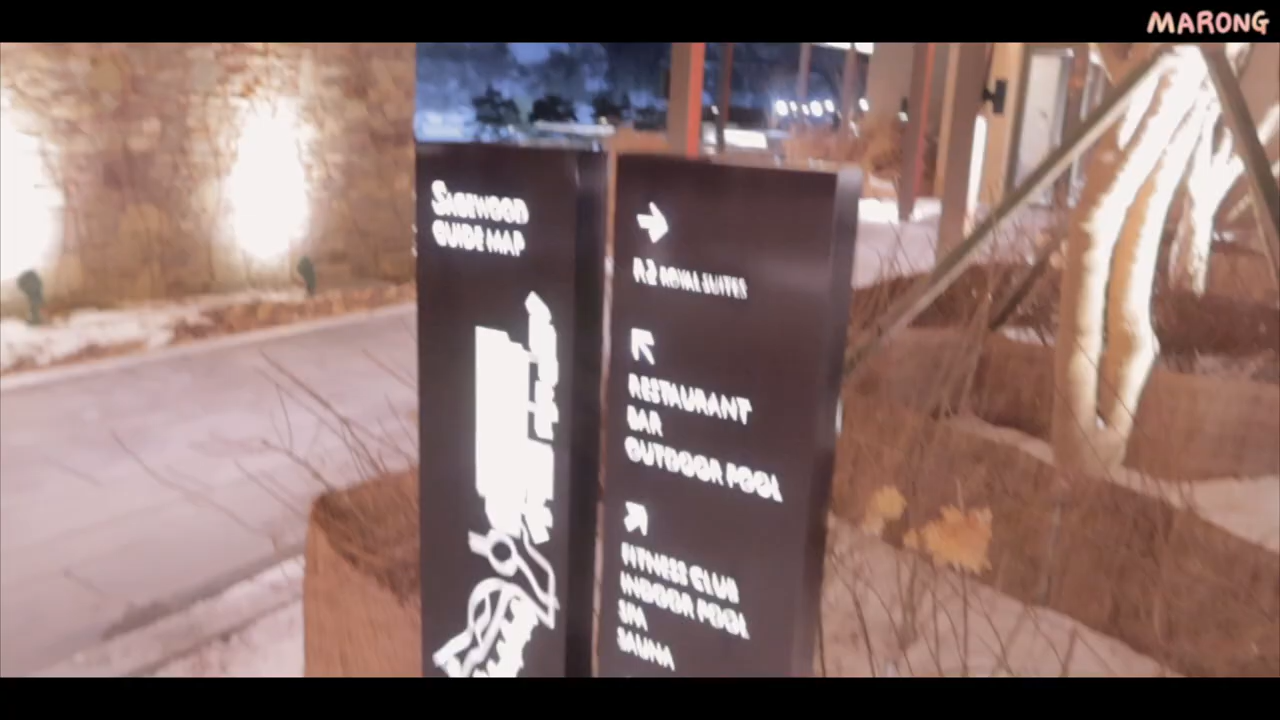 MARONG
SAGEWOOD
GUIDE MAP
R2 ROYAL SUITES
RESTAURANT
BAR
OUTDOOR POOL
FITNESS CLUB
INDOOR POOL
SPA
SAUNA